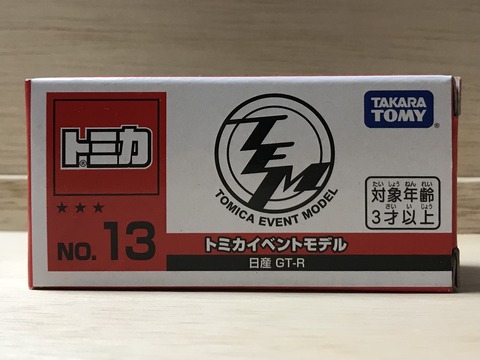 トミカ
★★★
NO. 13
TEM
TOMICA EVENT MODEL
トミカイベントモデル
日産 GT-R
TAKARA
TOMY
たい しょう ねん れい
対象年齢
さい い じょう
3才以上